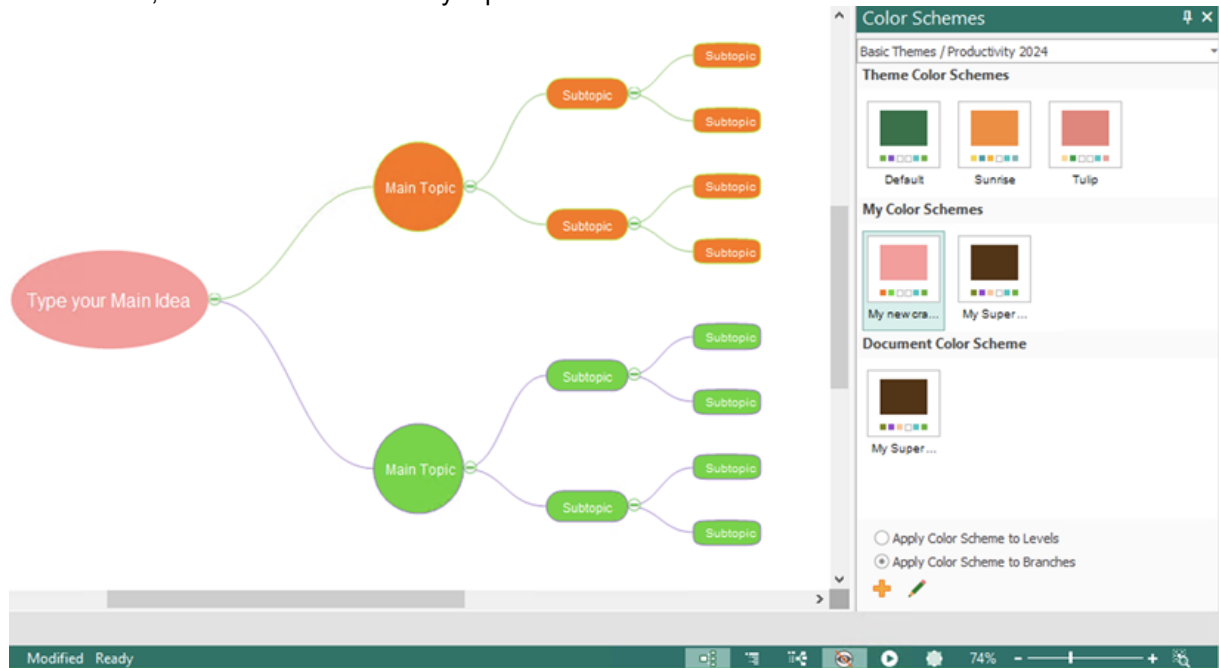 Color Schemes
Basic Themes / Productivity 2024
Theme Color Schemes
Default
Sunrise
Tulip
My Color Schemes
My new cra...
My Super ...
Document Color Scheme
My Super ...
Apply Color Scheme to Levels
Apply Color Scheme to Branches
Type your Main Idea
Main Topic
Subtopic
Subtopic
Subtopic
Subtopic
Subtopic
Subtopic
Main Topic
Subtopic
Subtopic
Subtopic
Subtopic
Subtopic
Subtopic
Modified Ready
74%